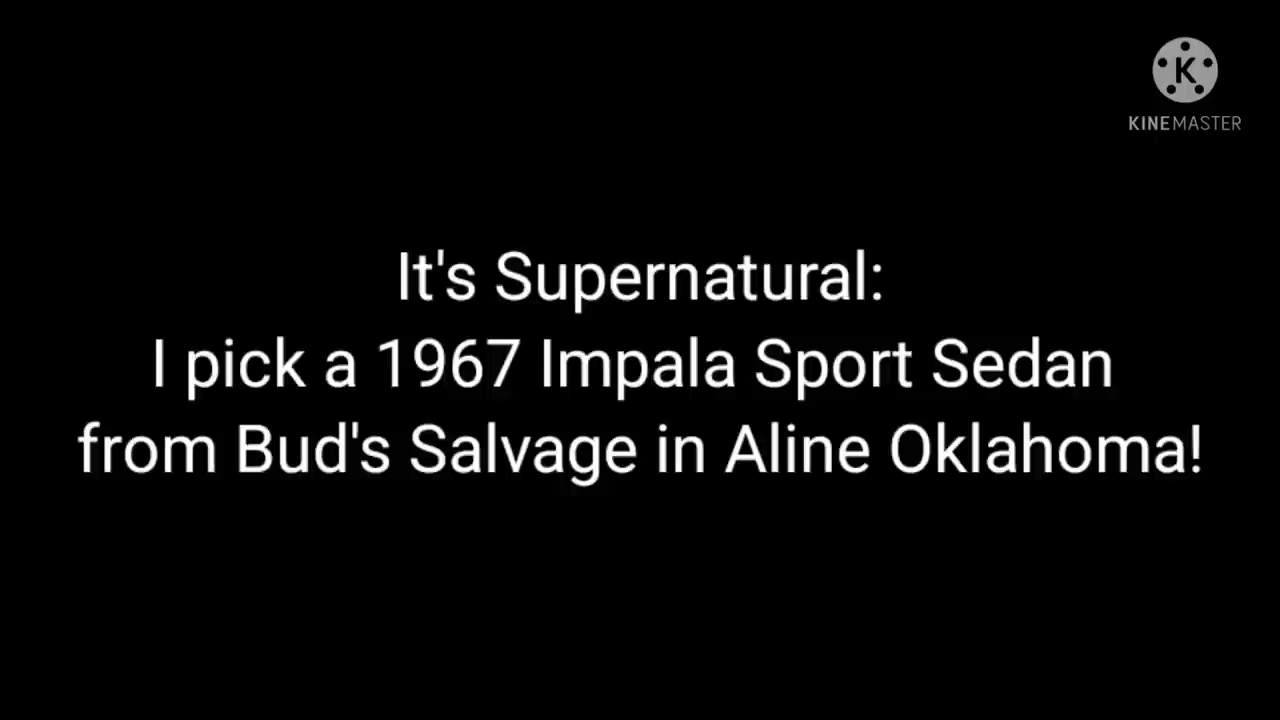 K
KINEMASTER
It's Supernatural:
I pick a 1967 Impala Sport Sedan
from Bud's Salvage in Aline Oklahoma!